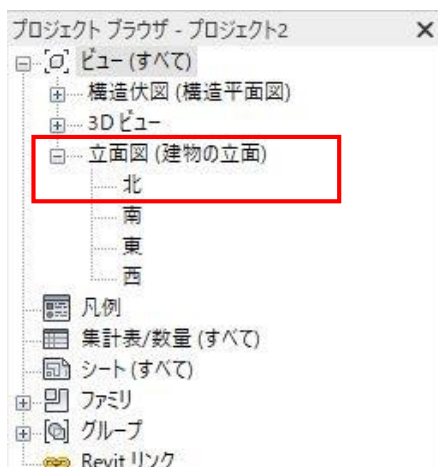 プロジェクト ブラウザ - プロジェクト2
ビュー (すべて)
構造伏図 (構造平面図)
3Dビュー
立面図 (建物の立面)
北
南
東
西
凡例
集計表/数量 (すべて)
シート (すべて)
ファミリ
グループ
Revit リンク